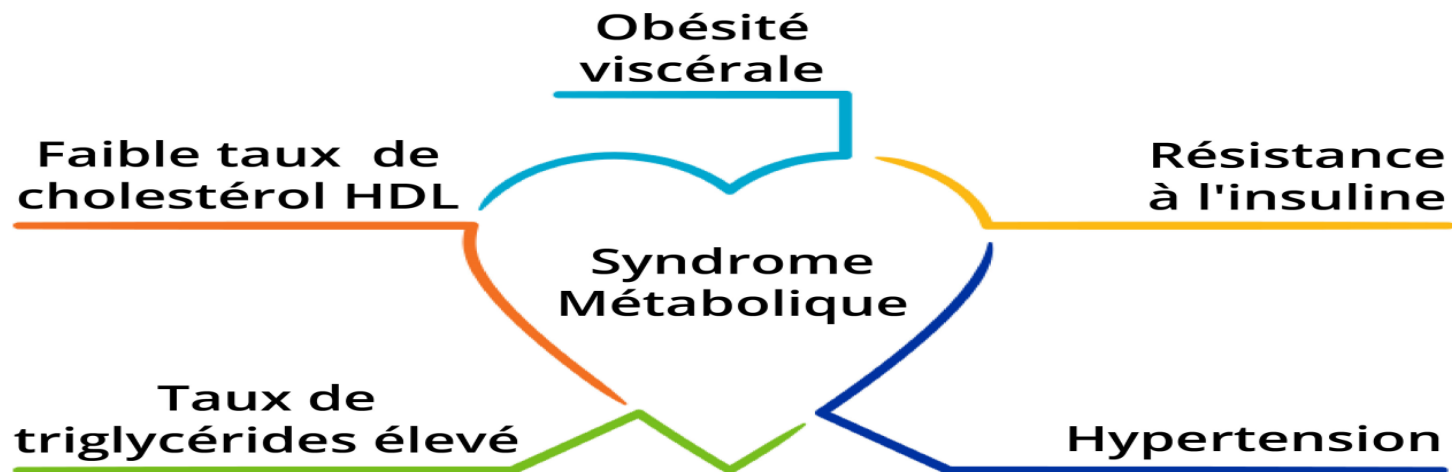 Obésité
viscérale
Faible taux  de
cholestérol HDL
Résistance
à l'insuline
Syndrome
Métabolique
Taux de
triglycérides élevé
Hypertension